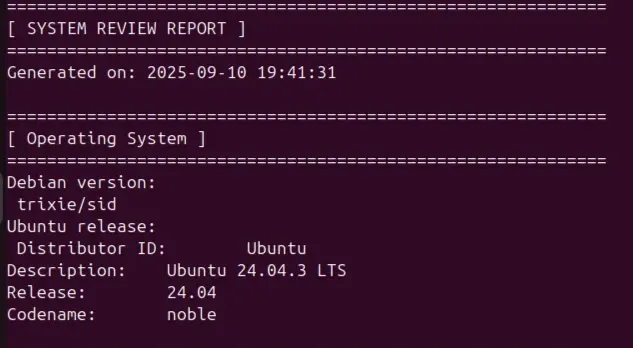 ============================================================
[ SYSTEM REVIEW REPORT ]
============================================================
Generated on: 2025-09-10 19:41:31
============================================================
[ Operating System ]
============================================================
Debian version:
 trixie/sid
Ubuntu release:
 Distributor ID:        Ubuntu
Description:    Ubuntu 24.04.3 LTS
Release:        24.04
Codename:       noble